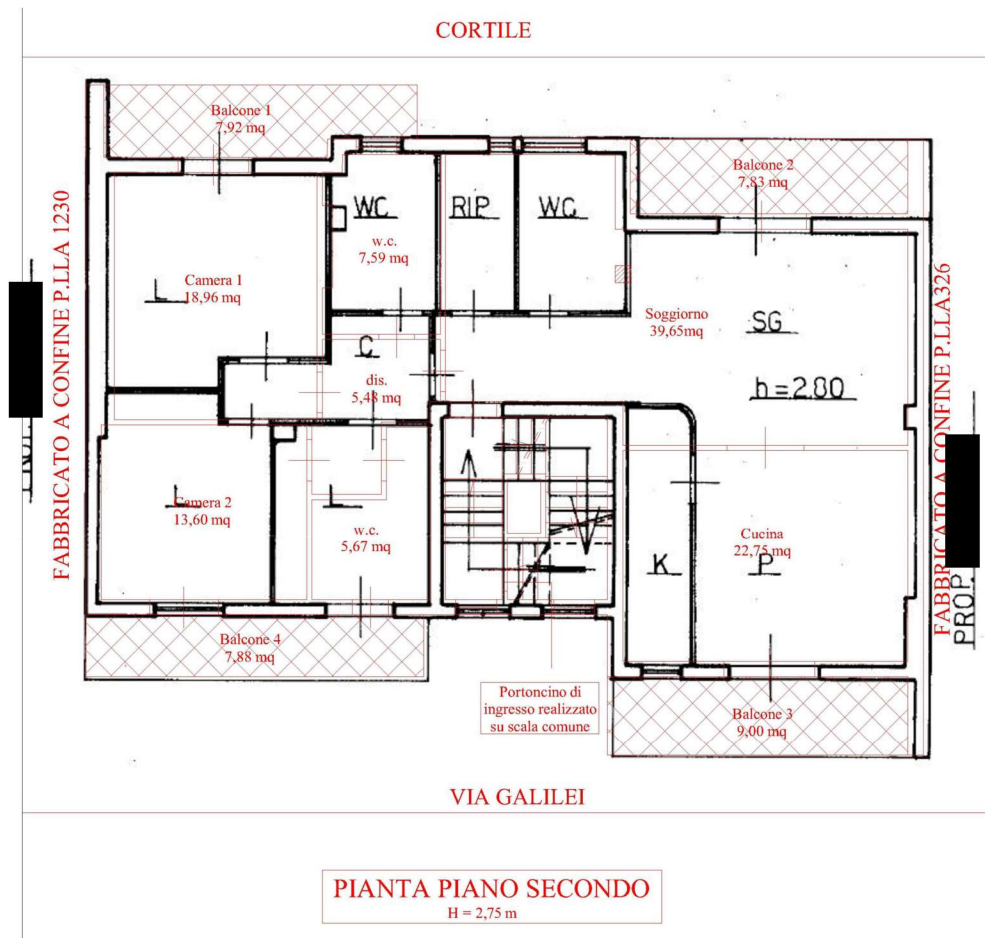 CORTILE
Balcone 1
7,92 mq
Balcone 2
7,83 mq
FABBRICATO A CONFINE P.LLA 1230
WC
RIP
WC
w.c.
7,59 mq
Camera 1
18,96 mq
L
Soggiorno
39,65mq
SG
h=2.80
FABBRICATO A CONFINE P.LLA326
C
dis.
5,48 mq
Camera 2
13,60 mq
L
L
w.c.
5,67 mq
Cucina
22,75 mq
K
P
PROP.
Balcone 4
7,88 mq
Portoncino di
ingresso realizzato
su scala comune
Balcone 3
9,00 mq
VIA GALILEI
PIANTA PIANO SECONDO
H = 2,75 m